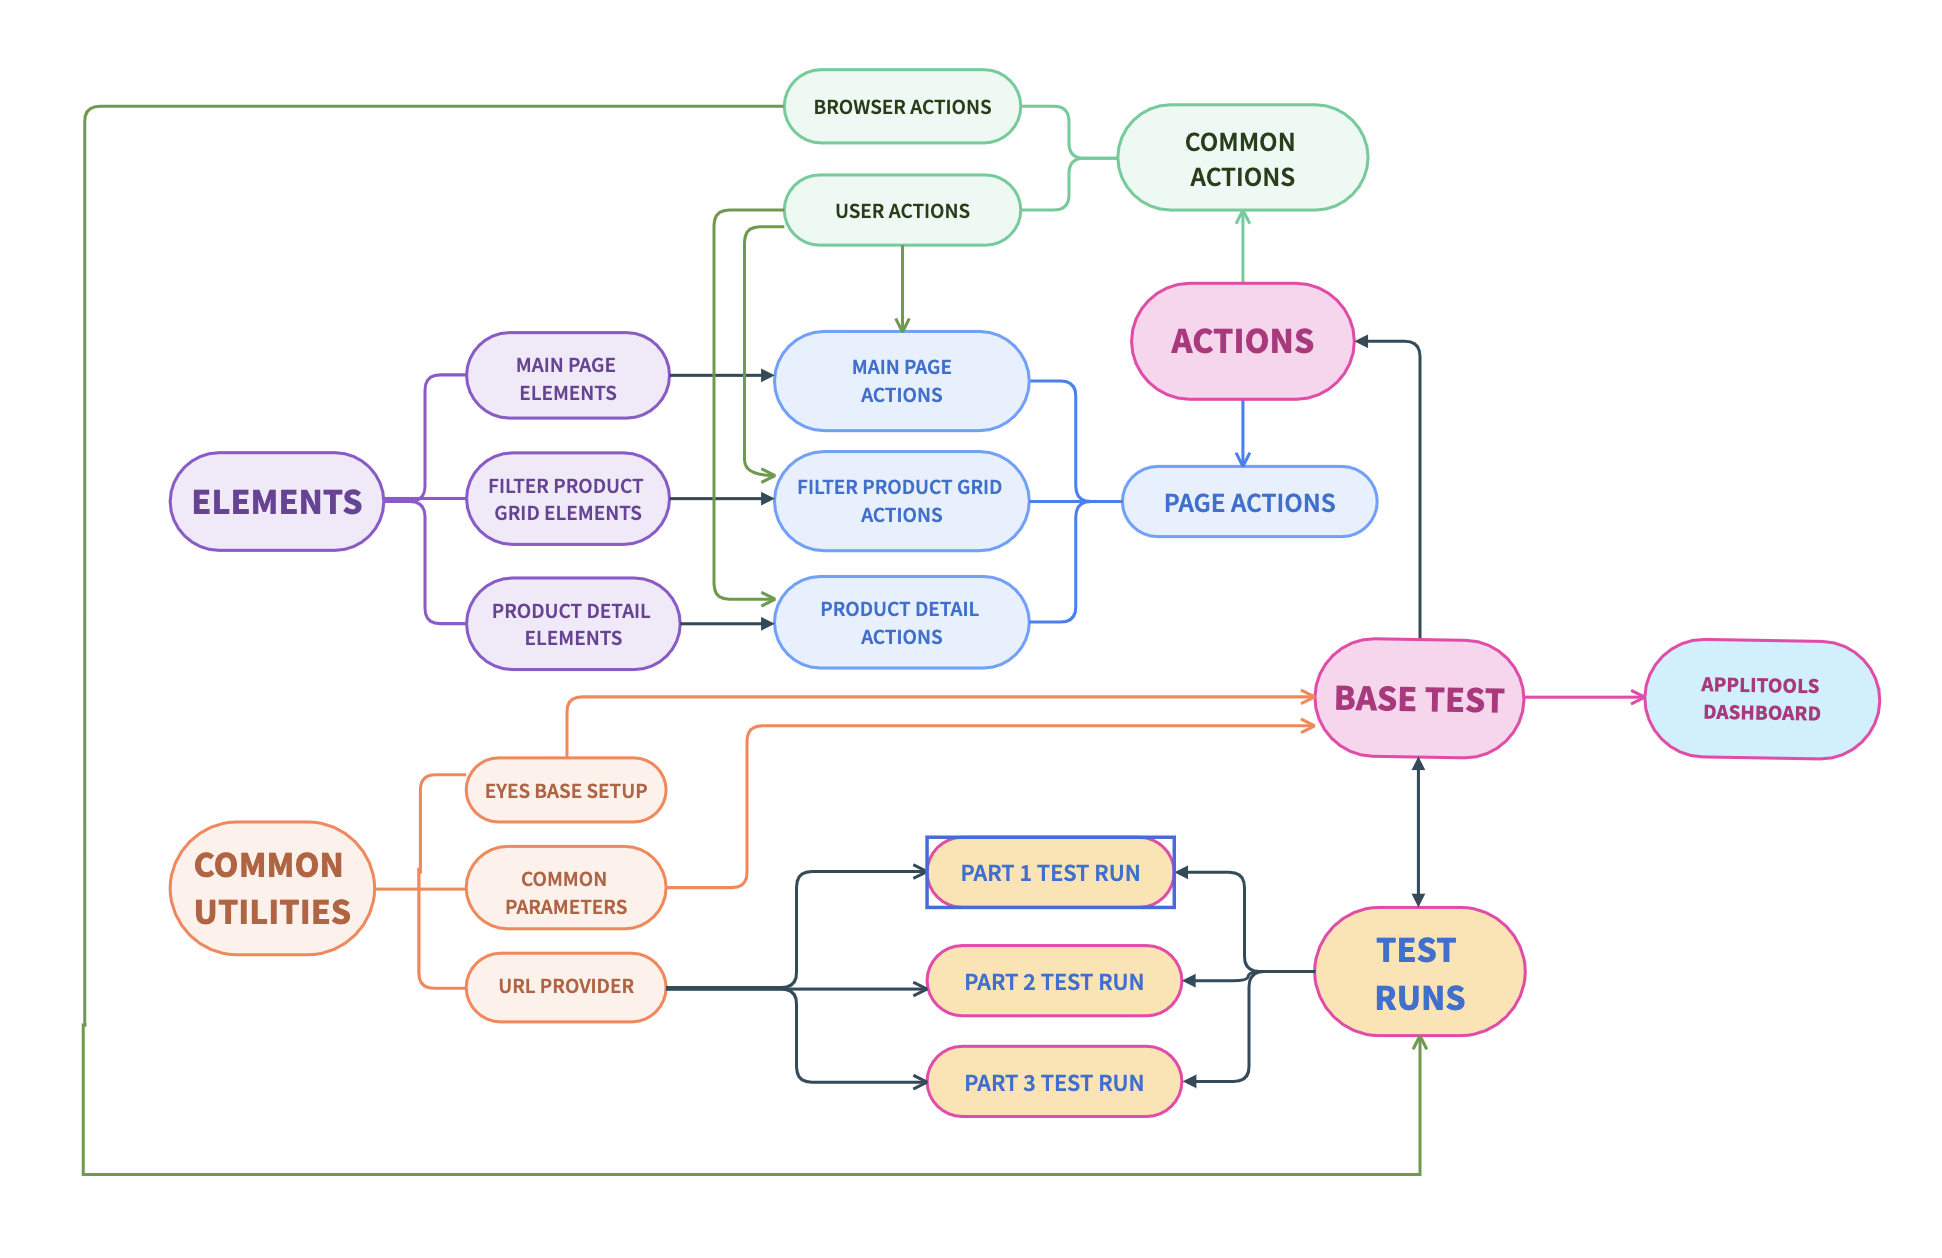 BROWSER ACTIONS
COMMON
ACTIONS
USER ACTIONS
ACTIONS
MAIN PAGE
ELEMENTS
MAIN PAGE
ACTIONS
ELEMENTS
FILTER PRODUCT
GRID ELEMENTS
FILTER PRODUCT GRID
ACTIONS
PAGE ACTIONS
PRODUCT DETAIL
ELEMENTS
PRODUCT DETAIL
ACTIONS
BASE TEST
APPLITOOLS
DASHBOARD
EYES BASE SETUP
COMMON
UTILITIES
COMMON
PARAMETERS
URL PROVIDER
PART 1 TEST RUN
PART 2 TEST RUN
PART 3 TEST RUN
TEST
RUNS